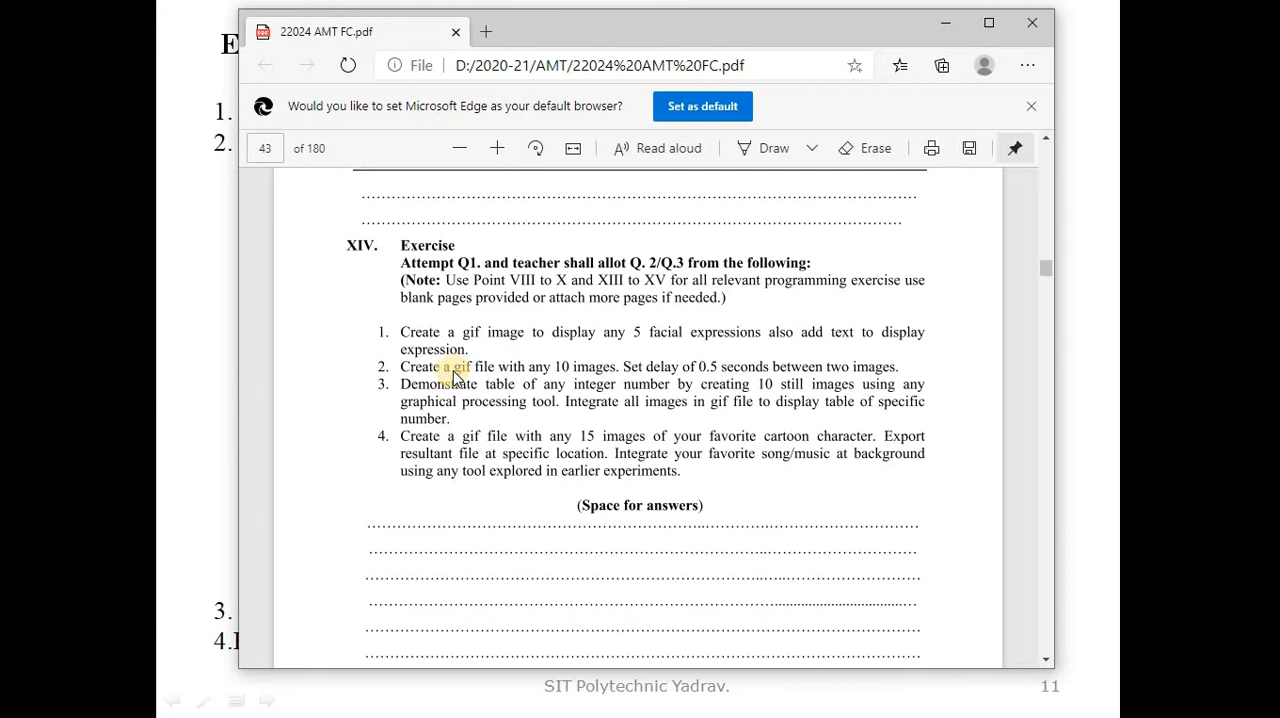 E
1.
2.
3.
4.I
22024 AMT FC.pdf
File D:/2020-21/AMT/22024%20AMT%20FC.pdf
Would you like to set Microsoft Edge as your default browser? Set as default
43 of 180 Read aloud Draw Erase
XIV. Exercise
Attempt Q1. and teacher shall allot Q. 2/Q.3 from the following:
(Note: Use Point VIII to X and XIII to XV for all relevant programming exercise use
blank pages provided or attach more pages if needed.)
1. Create a gif image to display any 5 facial expressions also add text to display
expression.
2. Create a gif file with any 10 images. Set delay of 0.5 seconds between two images.
3. Demonstrate table of any integer number by creating 10 still images using any
graphical processing tool. Integrate all images in gif file to display table of specific
number.
4. Create a gif file with any 15 images of your favorite cartoon character. Export
resultant file at specific location. Integrate your favorite song/music at background
using any tool explored in earlier experiments.
(Space for answers)
SIT Polytechnic Yadrav. 11